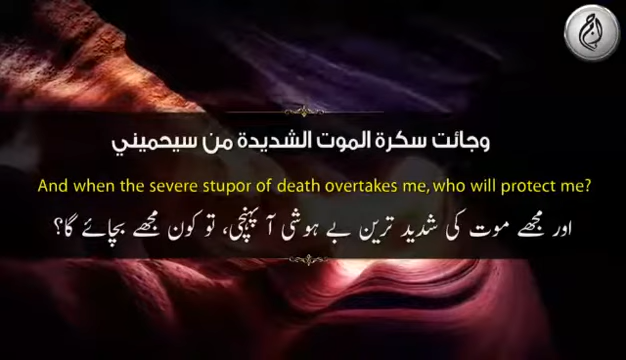 وجائت سكرة الموت الشديدة من سيحميني
And when the severe stupor of death overtakes me, who will protect me?
اور مجھے موت کی شدید ترین بے ہوشی آ پہنچی، تو کون مجھے بچائے گا؟